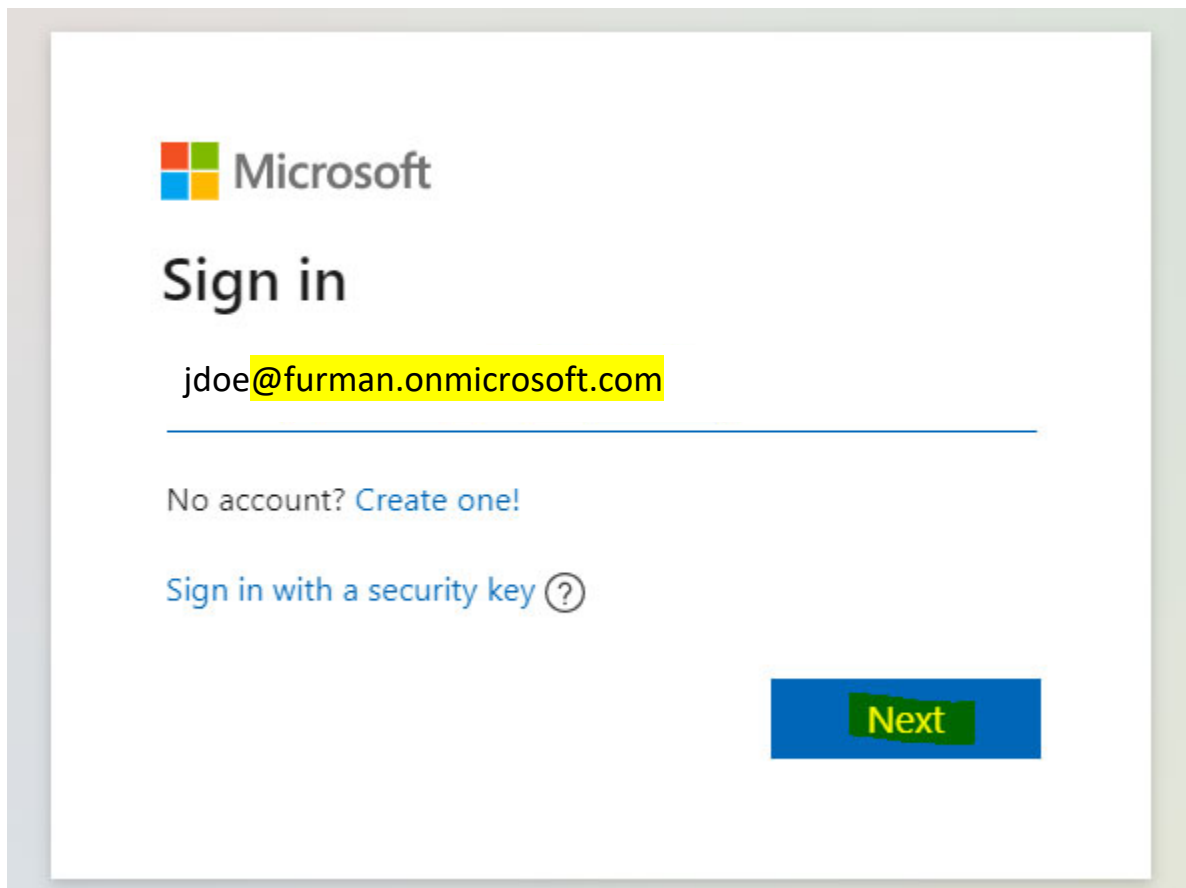 Microsoft
Sign in
jdoe@furman.onmicrosoft.com
No account? Create one!
Sign in with a security key ?
Next